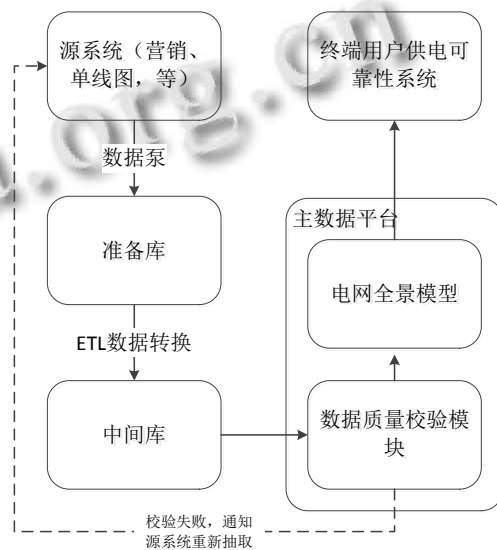 源系统（营销、
单线图，等）
终端用户供电可
靠性系统
数据泵
准备库
主数据平台
电网全景模型
ETL数据转换
中间库
数据质量校验模
块
校验失败，通知
源系统重新抽取
.org.cn